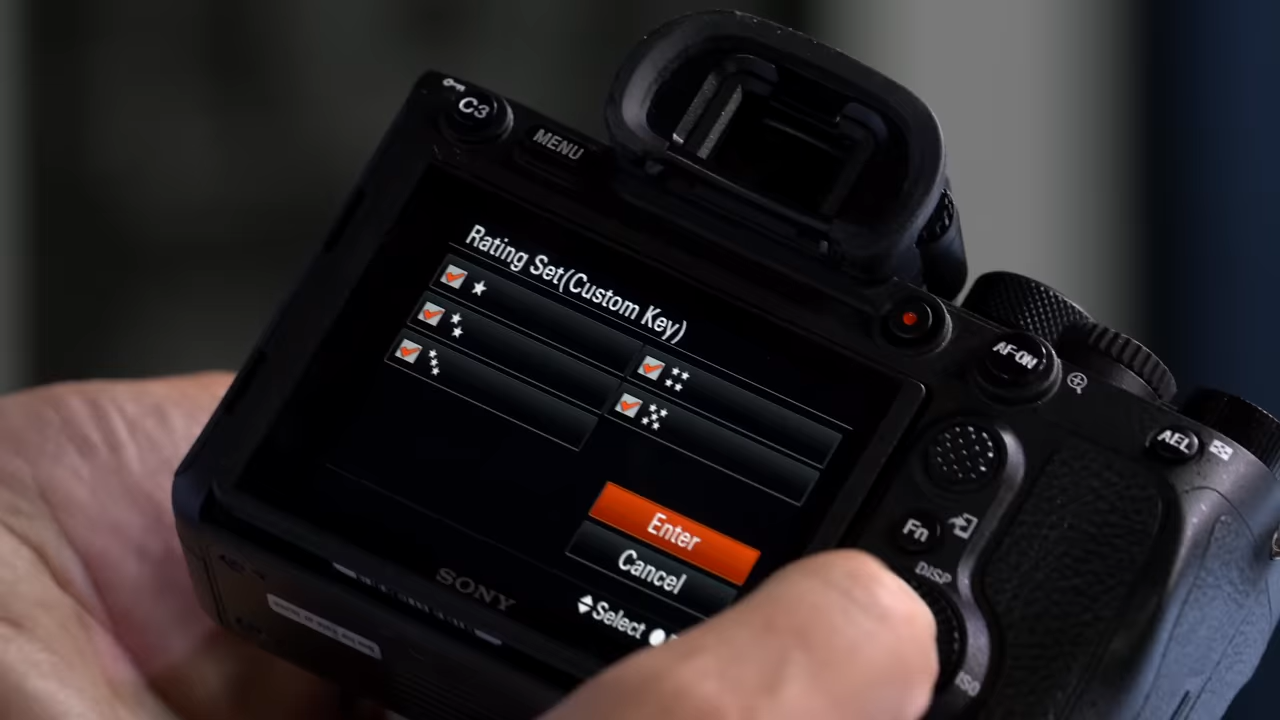 C3
MENU
Rating Set(Custom Key)
Enter
Cancel
Select
SONY
AF-ON
AEL
Fn
DISP
ISO